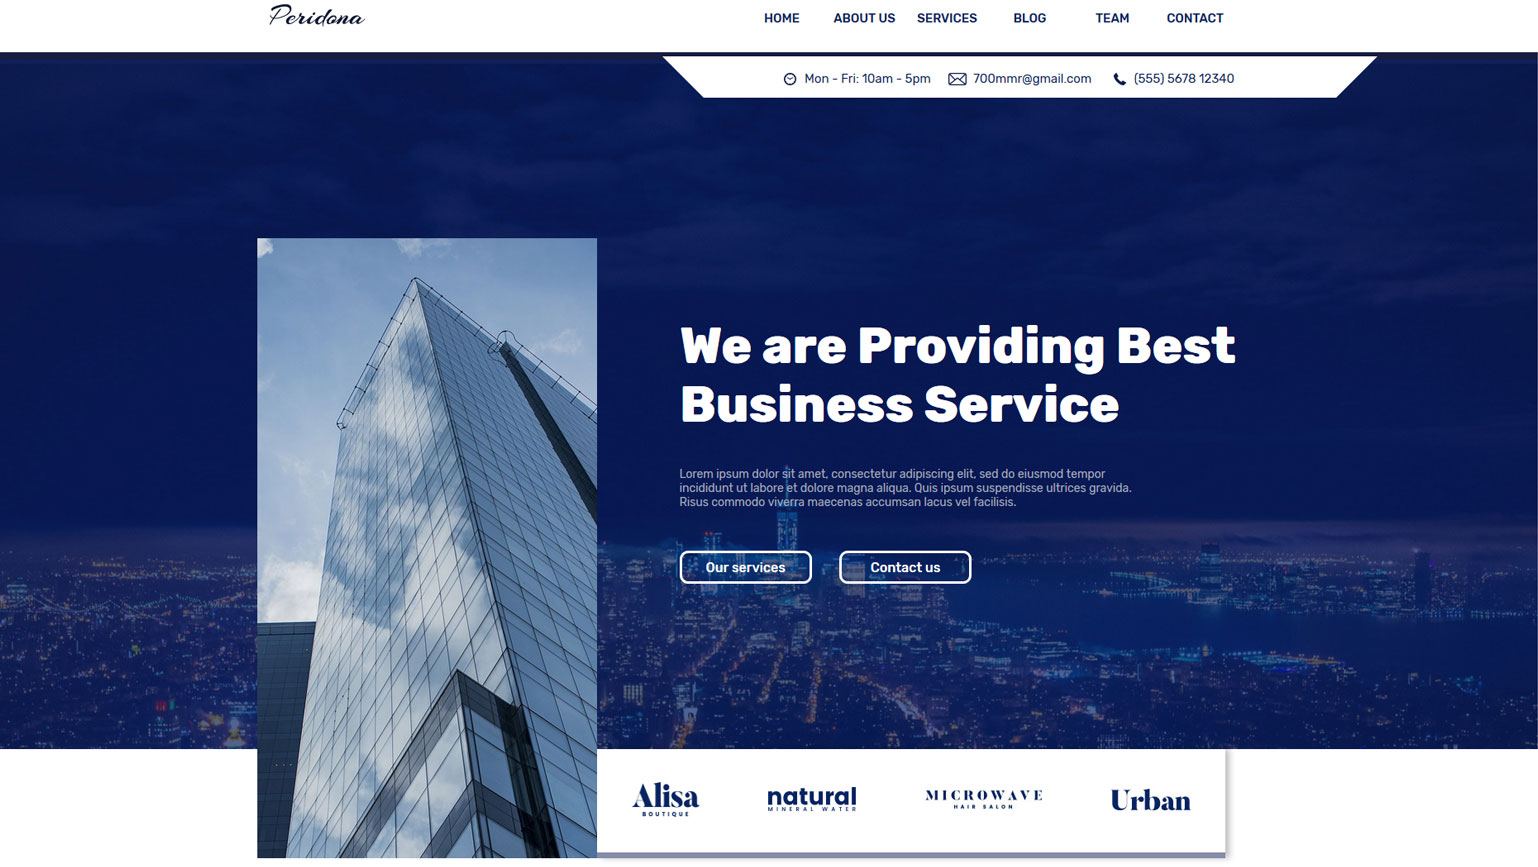 Peridona
HOME ABOUT US SERVICES BLOG TEAM CONTACT
Mon - Fri: 10am - 5pm 700mmr@gmail.com (555) 5678 12340
We are Providing Best
Business Service
Lorem ipsum dolor sit amet, consectetur adipiscing elit, sed do eiusmod tempor
incididunt ut labore et dolore magna aliqua. Quis ipsum suspendisse ultrices gravida.
Risus commodo viverra maecenas accumsan lacus vel facilisis.
Our services Contact us
Alisa
BOUTIQUE
natural
MINERAL WATER
MICROWAVE
HAIR SALON
Urban